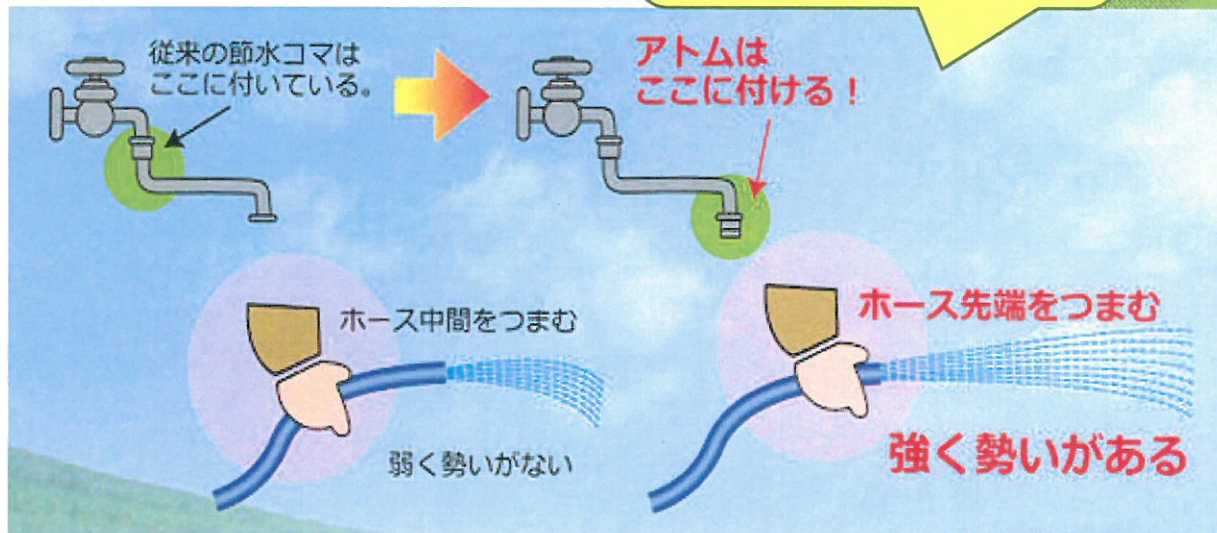 従来の節水コマは
ここに付いている。
アトムは
ここに付ける！
ホース中間をつまむ
弱く勢いがない
ホース先端をつまむ
強く勢いがある